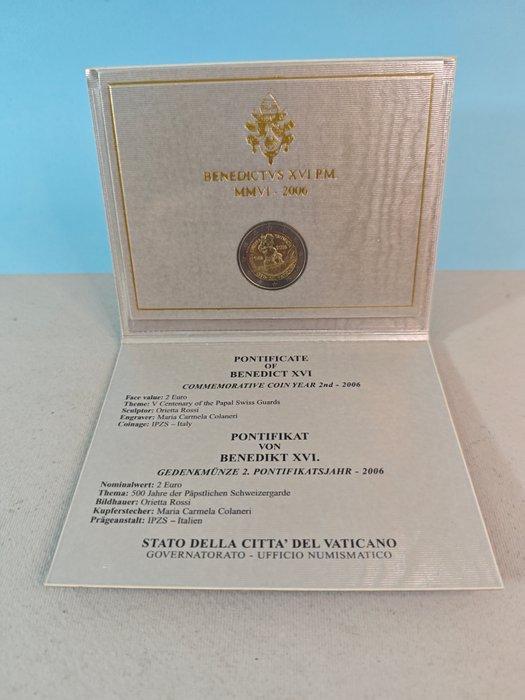 BENEDICTVS XVI P.M.
MMVI - 2006
PONTIFICATE
OF
BENEDICT XVI
COMMEMORATIVE COIN YEAR 2nd - 2006
Face value: 2 Euro
Theme: V Centenary of the Papal Swiss Guards
Sculptor: Orietta Rossi
Engraver: Maria Carmela Colaneri
Coinage: IPZS – Italy
PONTIFIKAT
VON
BENEDIKT XVI.
GEDENKMÜNZE 2. PONTIFIKATSJAHR - 2006
Nominalwert: 2 Euro
Thema: 500 Jahre der Päpstlichen Schweizergarde
Bildhauer: Orietta Rossi
Kupferstecher: Maria Carmela Colaneri
Prägeanstalt: IPZS – Italien
STATO DELLA CITTA' DEL VATICANO
GOVERNATORATO - UFFICIO NUMISMATICO